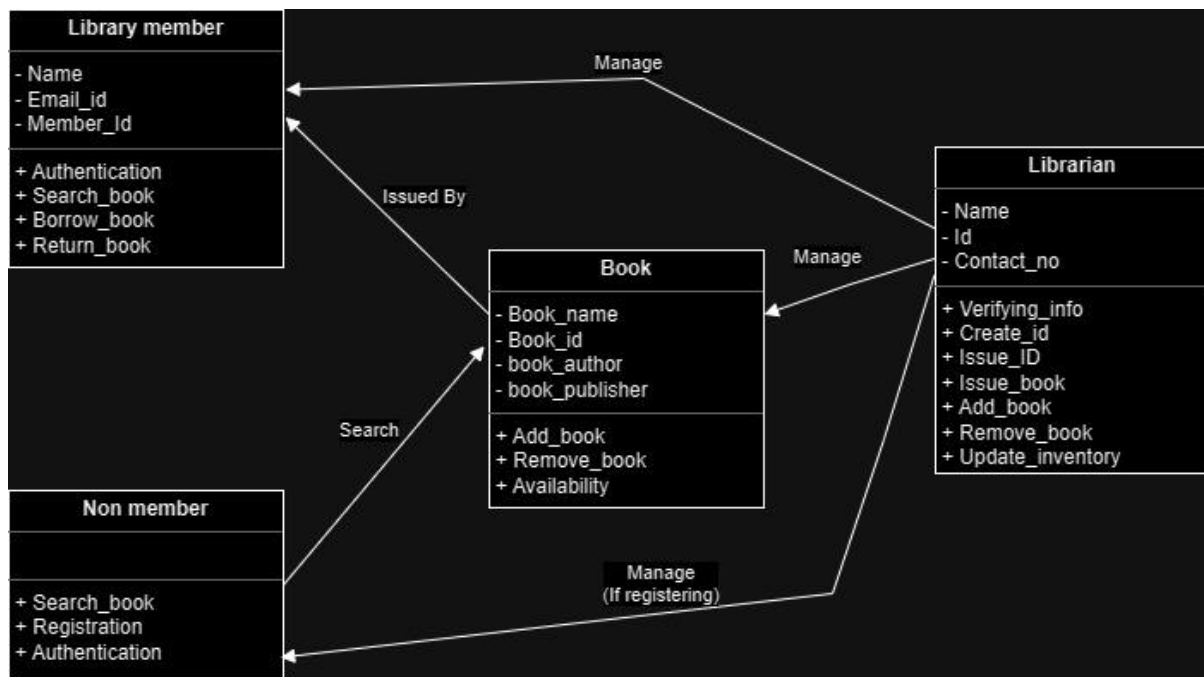 Library member
- Name
- Email_id
- Member_Id
+ Authentication
+ Search_book
+ Borrow_book
+ Return_book
Manage
Issued By
Librarian
- Name
- Id
- Contact_no
+ Verifying_info
+ Create_id
+ Issue_ID
+ Issue_book
+ Add_book
+ Remove_book
+ Update_inventory
Manage
Book
- Book_name
- Book_id
- book_author
- book_publisher
+ Add_book
+ Remove_book
+ Availability
Search
Non member
+ Search_book
+ Registration
+ Authentication
Manage
(If registering)